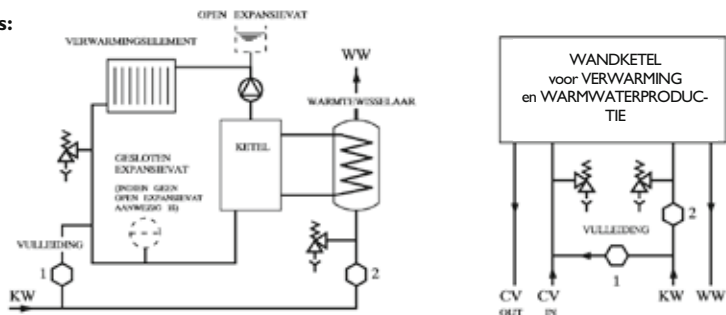 s:
OPEN EXPANSIEVAT
VERWARMINGSELEMENT
WW
WARMTEWISSELAAR
KETEL
GESLOTEN
EXPANSIEVAT
(INDIEN GEEN
OPEN EXPANSIEVAT
AANWEZIG IS)
VULLEIDING
1
2
KW
WANDKETEL
voor VERWARMING
en WARMWATERPRODUC-
TIE
2
VULLEIDING
1
CV
OUT
CV
IN
KW
WW